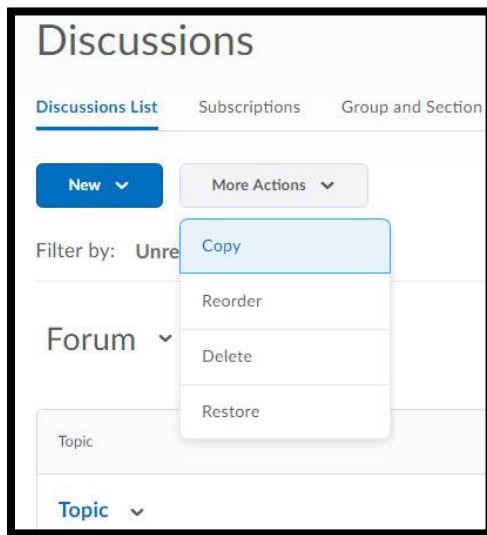 Discussions
Discussions List Subscriptions Group and Section
New More Actions
Filter by: Unre
Copy
Reorder
Forum
Delete
Restore
Topic
Topic